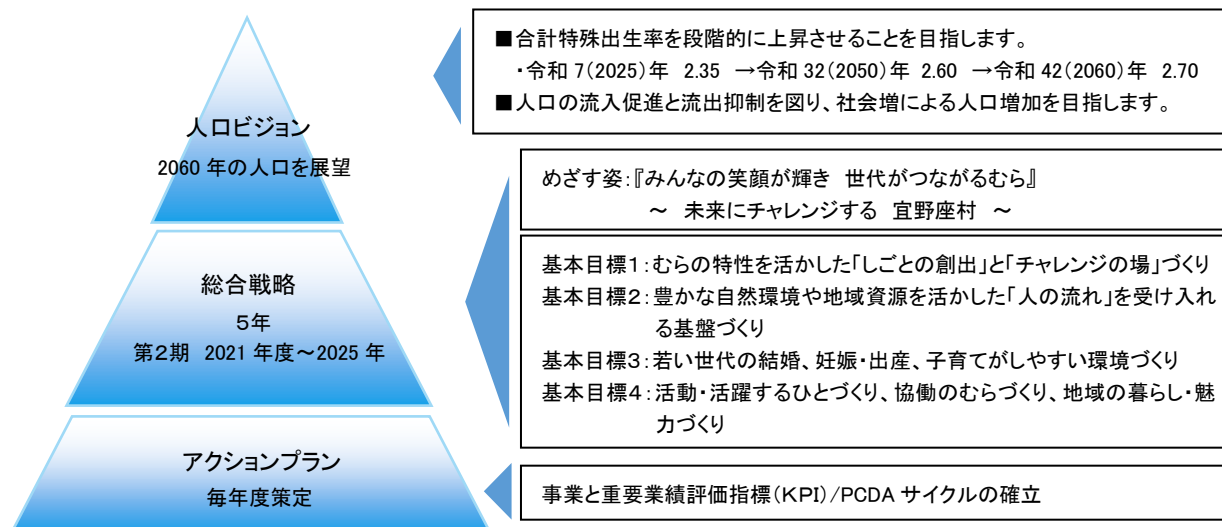 人口ビジョン
2060 年の人口を展望
■合計特殊出生率を段階的に上昇させることを目指します。
・令和 7(2025)年 2.35 →令和 32(2050)年 2.60 →令和 42(2060)年 2.70
■人口の流入促進と流出抑制を図り、社会増による人口増加を目指します。
総合戦略
5年
第2期 2021 年度～2025 年
めざす姿:『みんなの笑顔が輝き 世代がつながるむら』
～ 未来にチャレンジする 宜野座村 ～
基本目標1:むらの特性を活かした「しごとの創出」と「チャレンジの場」づくり
基本目標2:豊かな自然環境や地域資源を活かした「人の流れ」を受け入れ
る基盤づくり
基本目標3:若い世代の結婚、妊娠・出産、子育てがしやすい環境づくり
基本目標4:活動・活躍するひとづくり、協働のむらづくり、地域の暮らし・魅
力づくり
アクションプラン
毎年度策定
事業と重要業績評価指標(KPI)/PCDA サイクルの確立